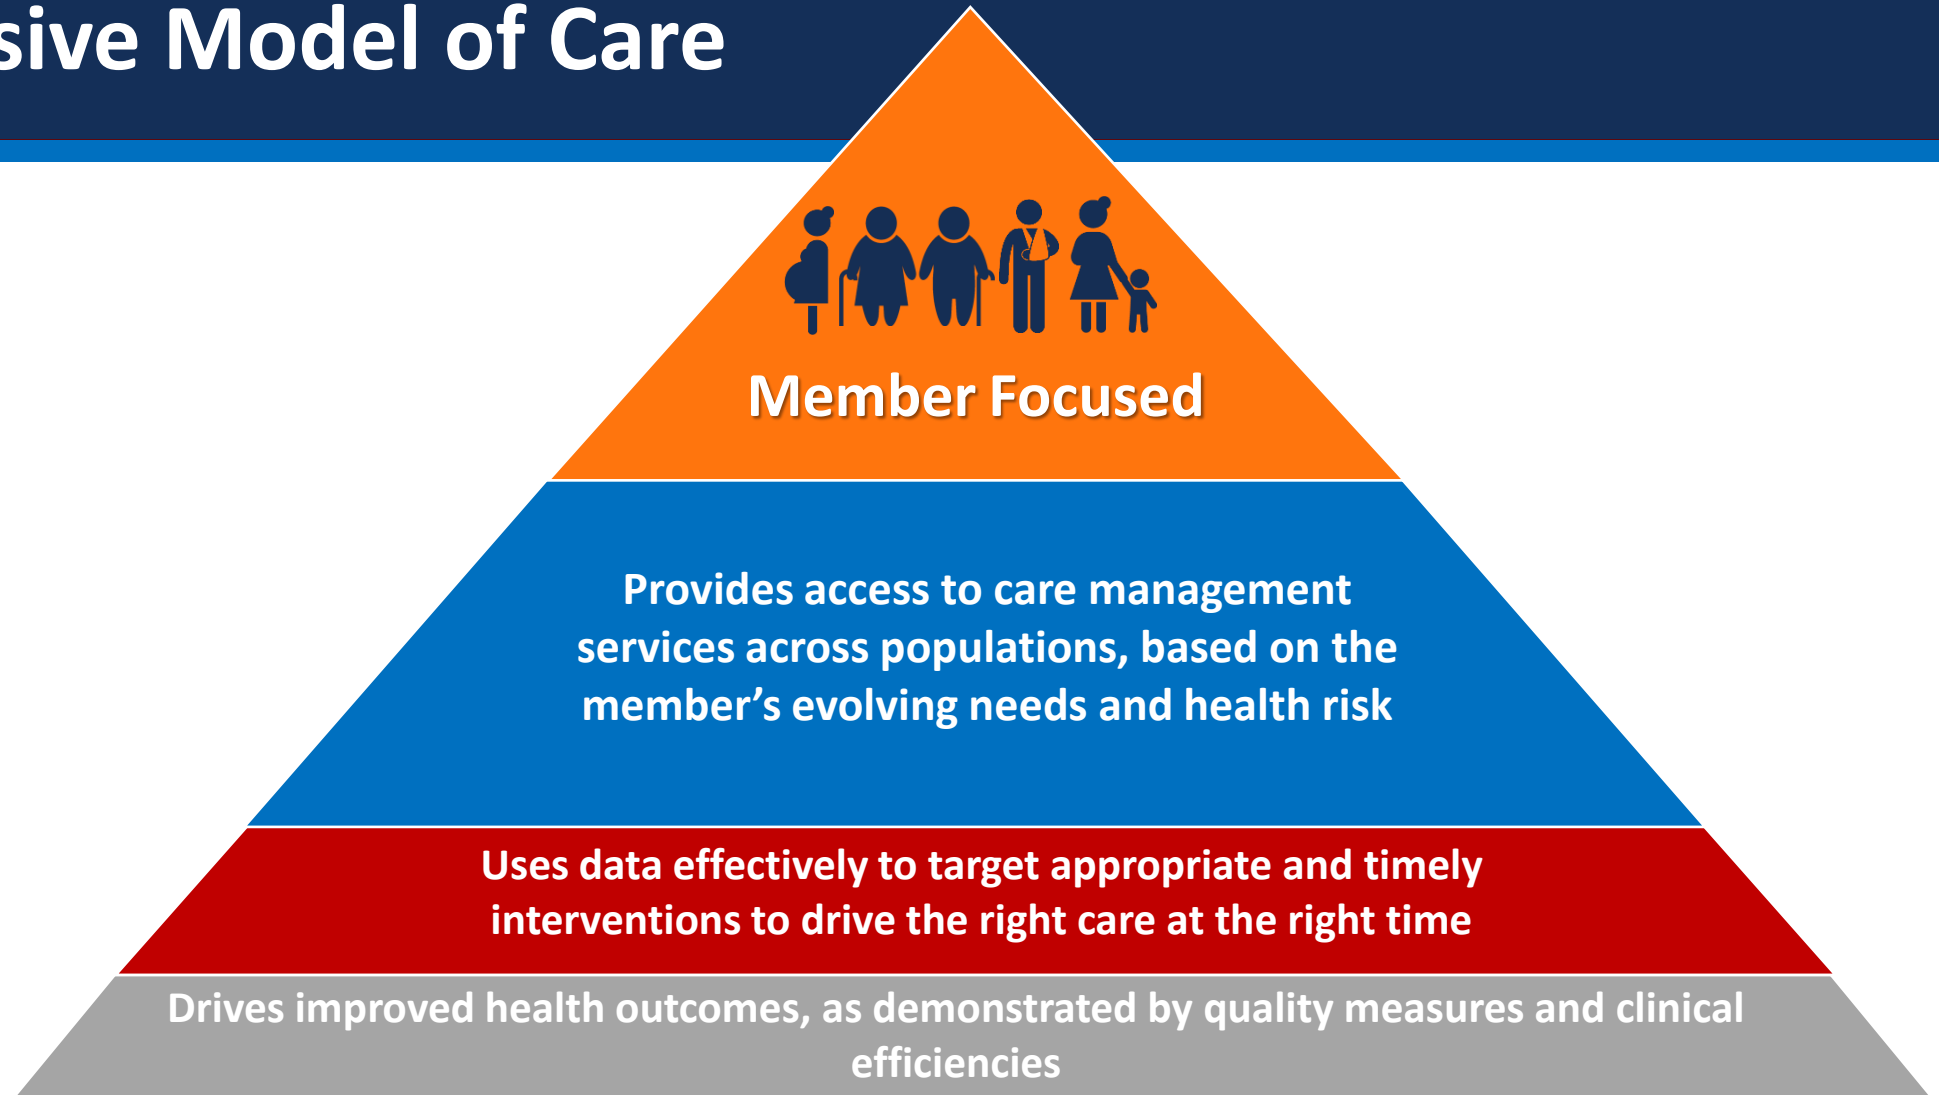 sive Model of Care
Member Focused
Provides access to care management
services across populations, based on the
member’s evolving needs and health risk
Uses data effectively to target appropriate and timely
interventions to drive the right care at the right time
Drives improved health outcomes, as demonstrated by quality measures and clinical
efficiencies